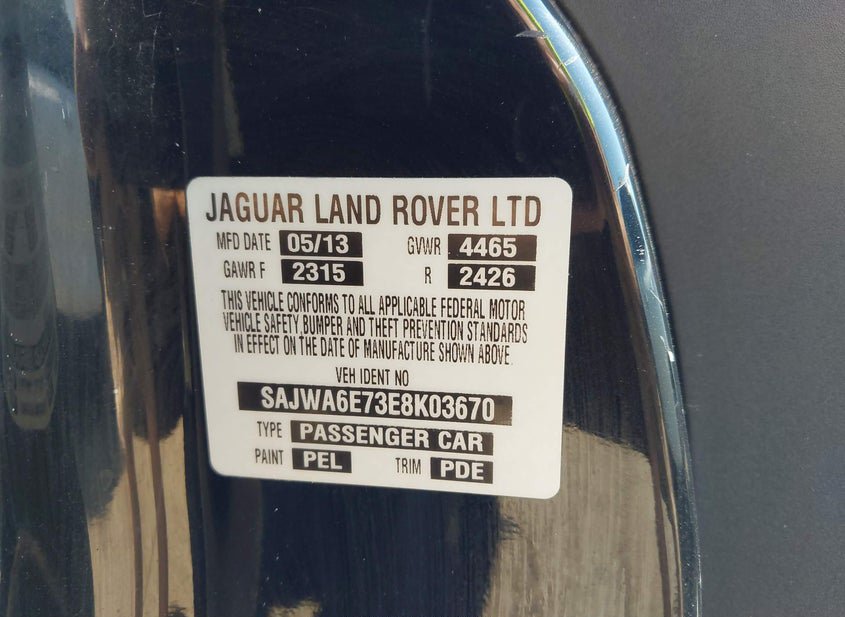 JAGUAR LAND ROVER LTD
MFD DATE 05/13 GVWR 4465
GAWR F 2315 R 2426
THIS VEHICLE CONFORMS TO ALL APPLICABLE FEDERAL MOTOR
VEHICLE SAFETY, BUMPER AND THEFT PREVENTION STANDARDS
IN EFFECT ON THE DATE OF MANUFACTURE SHOWN ABOVE.
VEH IDENT NO
SAJWA6E73E8K03670
TYPE PASSENGER CAR
PAINT PEL TRIM PDE